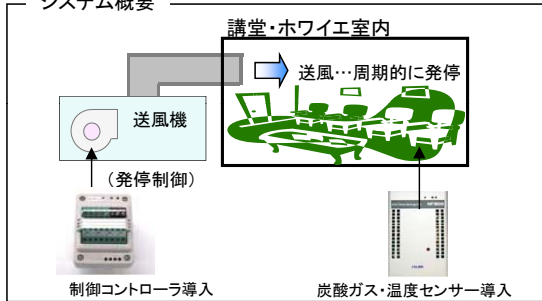 システム概要
講堂・ホワイエ室内
送風…周期的に発停
送風機
（発停制御）
制御コントローラ導入
炭酸ガス・温度センサー導入